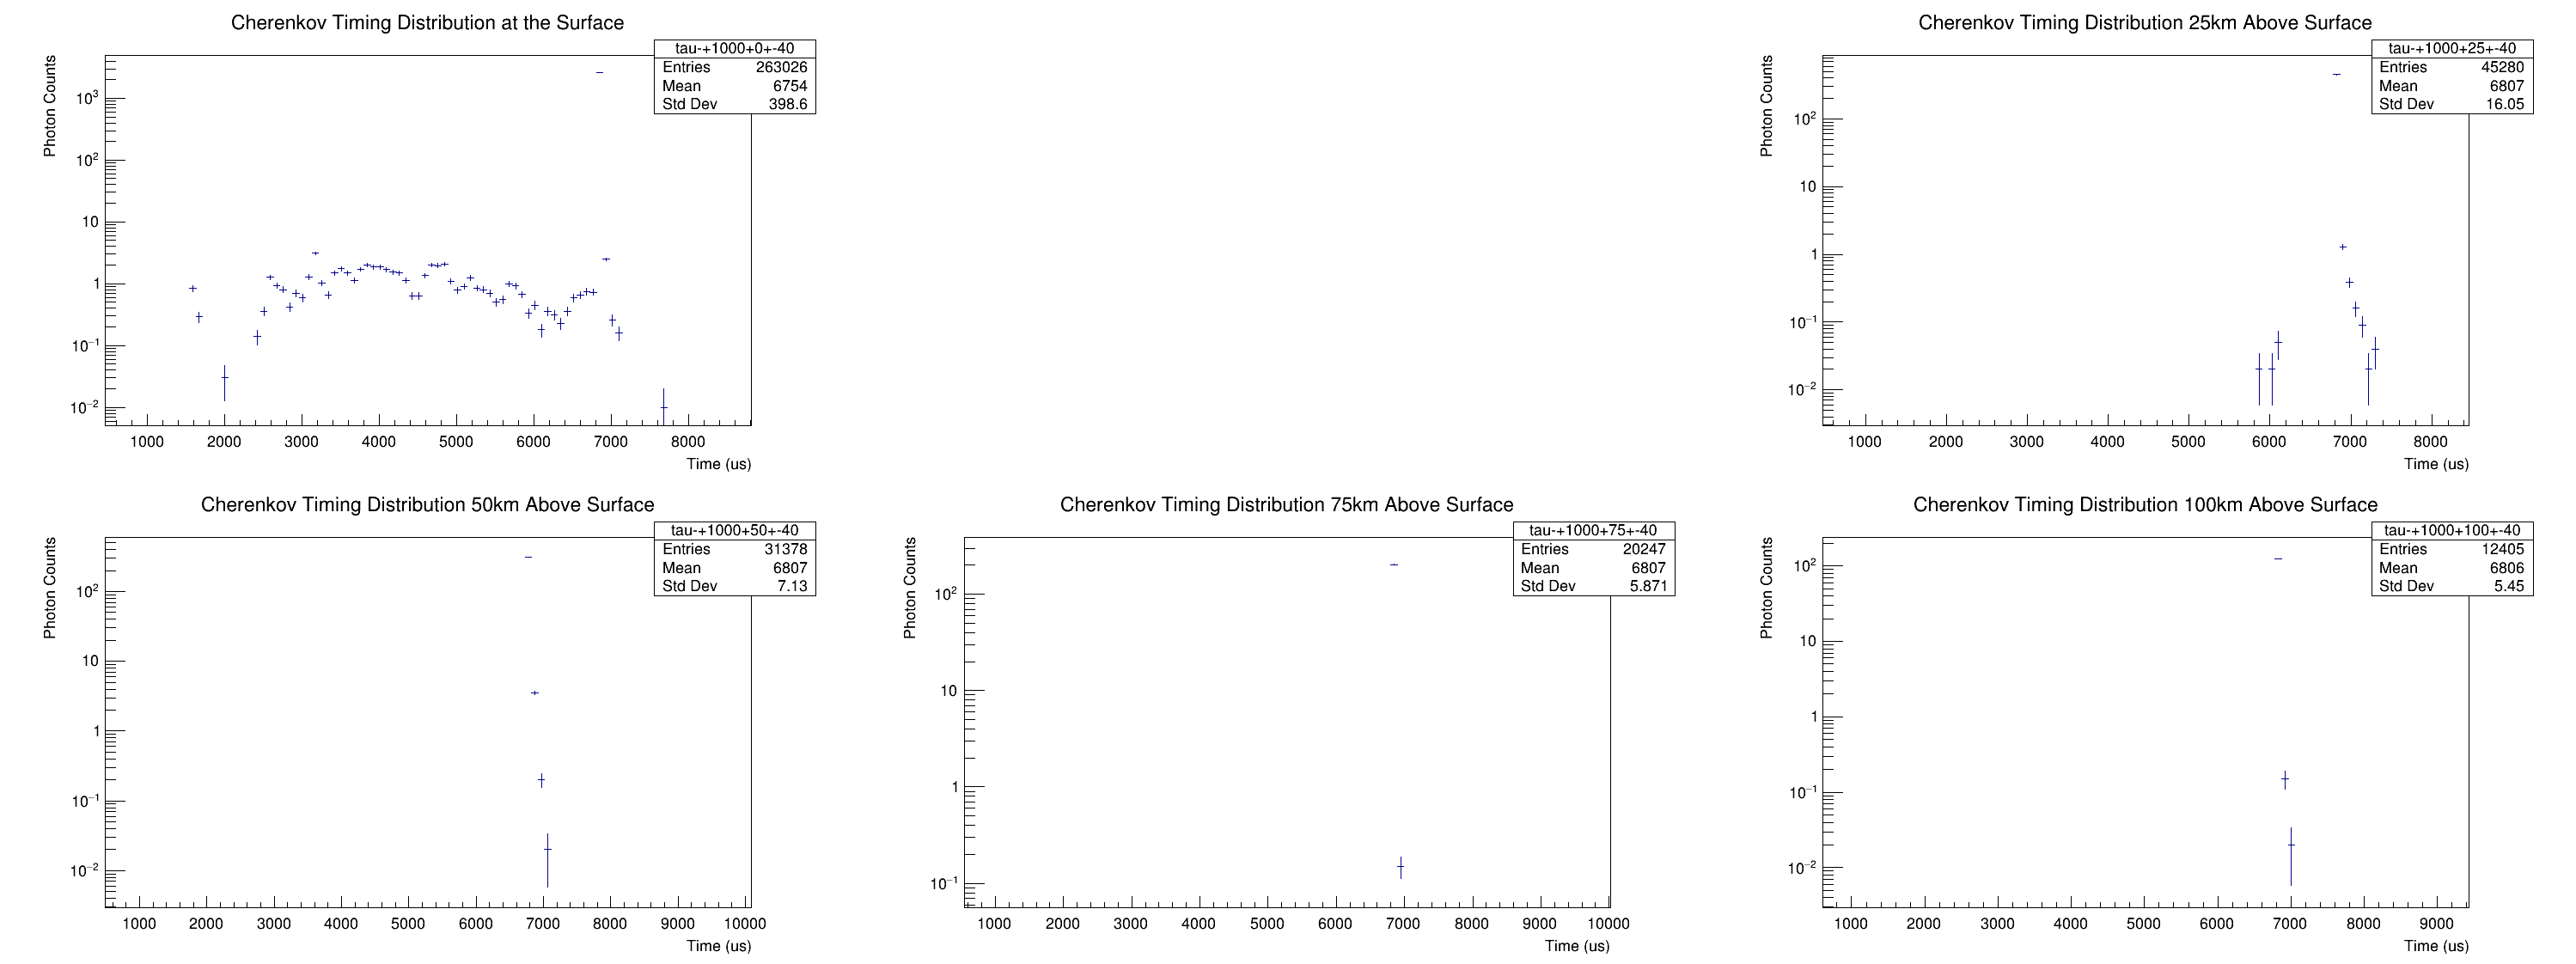 Cherenkov Timing Distribution at the Surface
tau-+1000+0+-40
Entries 263026
Mean 6754
Std Dev 398.6
Photon Counts
10³
10²
10
1
10⁻¹
10⁻²
1000 2000 3000 4000 5000 6000 7000 8000
Time (us)
Cherenkov Timing Distribution 25km Above Surface
tau-+1000+25+-40
Entries 45280
Mean 6807
Std Dev 16.05
Photon Counts
10²
10
1
10⁻¹
10⁻²
1000 2000 3000 4000 5000 6000 7000 8000
Time (us)
Cherenkov Timing Distribution 50km Above Surface
tau-+1000+50+-40
Entries 31378
Mean 6807
Std Dev 7.13
Photon Counts
10²
10
1
10⁻¹
10⁻²
1000 2000 3000 4000 5000 6000 7000 8000 9000 10000
Time (us)
Cherenkov Timing Distribution 75km Above Surface
tau-+1000+75+-40
Entries 20247
Mean 6807
Std Dev 5.871
Photon Counts
10²
10
1
10⁻¹
1000 2000 3000 4000 5000 6000 7000 8000 9000 10000
Time (us)
Cherenkov Timing Distribution 100km Above Surface
tau-+1000+100+-40
Entries 12405
Mean 6806
Std Dev 5.45
Photon Counts
10²
10
1
10⁻¹
10⁻²
1000 2000 3000 4000 5000 6000 7000 8000 9000
Time (us)